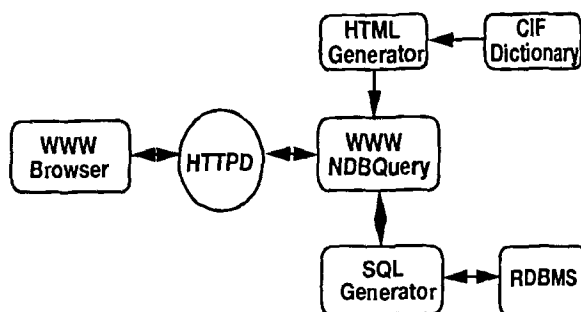 HTML
Generator
CIF
Dictionary
WWW
Browser
HTTPD
WWW
NDBQuery
SQL
Generator
RDBMS